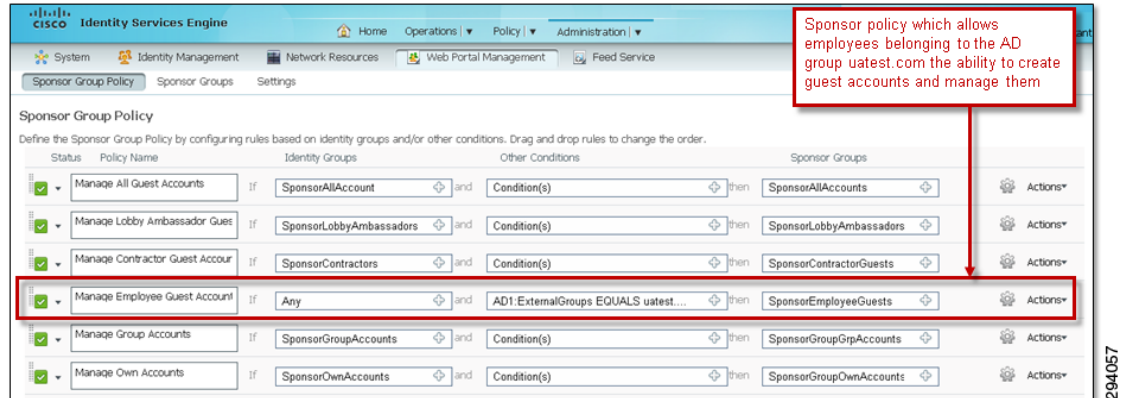 cisco Identity Services Engine
Home Operations Policy Administration
Sponsor policy which allows
employees belonging to the AD
group uatest.com the ability to create
guest accounts and manage them
ant
System Identity Management Network Resources Web Portal Management Feed Service
Sponsor Group Policy Sponsor Groups Settings
Sponsor Group Policy
Define the Sponsor Group Policy by configuring rules based on identity groups and/or other conditions. Drag and drop rules to change the order.
Status Policy Name Identity Groups Other Conditions Sponsor Groups
Manage All Guest Accounts If SponsorAllAccount and Condition(s) then SponsorAllAccounts Actions
Manage Lobby Ambassador Gues If SponsorLobbyAmbassadors and Condition(s) then SponsorLobbyAmbassadors Actions
Manage Contractor Guest Accour If SponsorContractors and Condition(s) then SponsorContractorGuests Actions
Manage Employee Guest Account If Any and AD1:ExternalGroups EQUALS uatest.... then SponsorEmployeeGuests Actions
Manage Group Accounts If SponsorGroupAccounts and Condition(s) then SponsorGroupGrpAccounts Actions
Manage Own Accounts If SponsorOwnAccounts and Condition(s) then SponsorGroupOwnAccounts Actions
294057